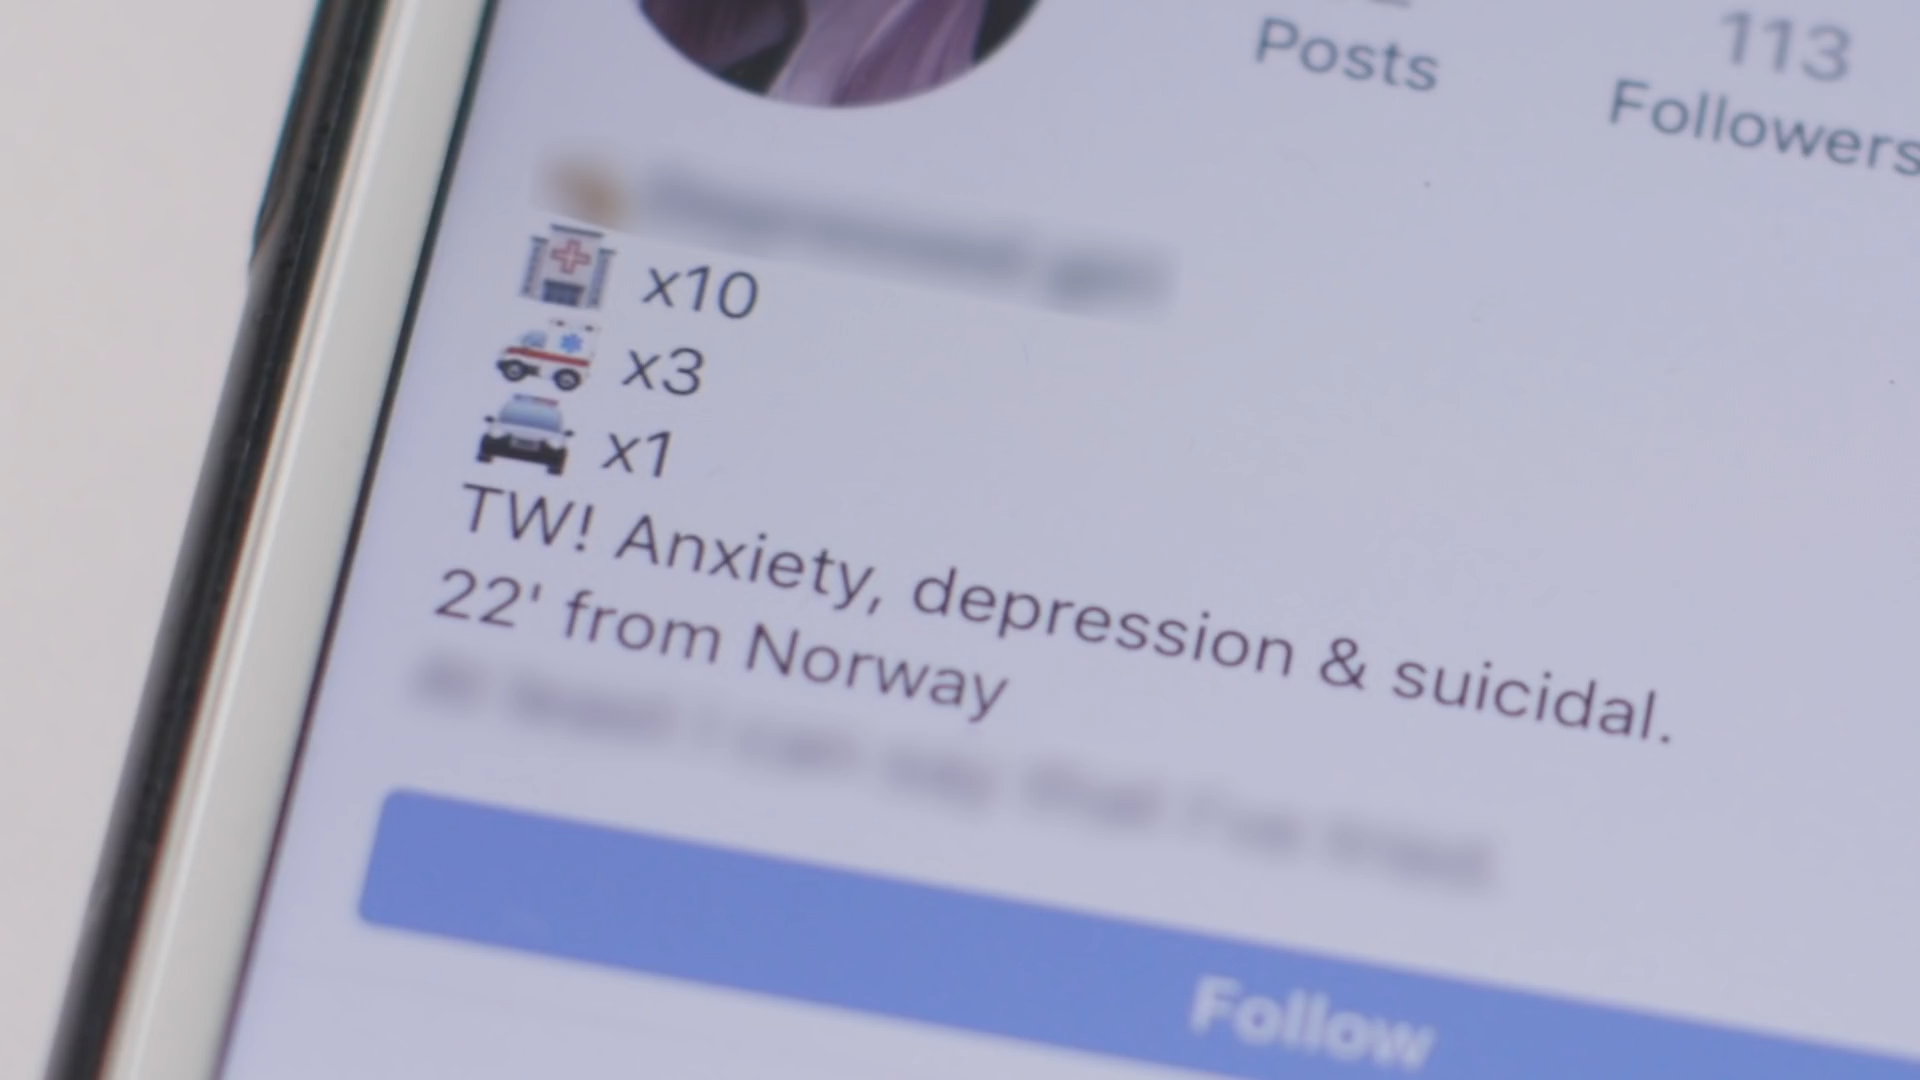 Posts
113
Followers
x10
x3
x1
TW! Anxiety, depression & suicidal.
22' from Norway
Follow